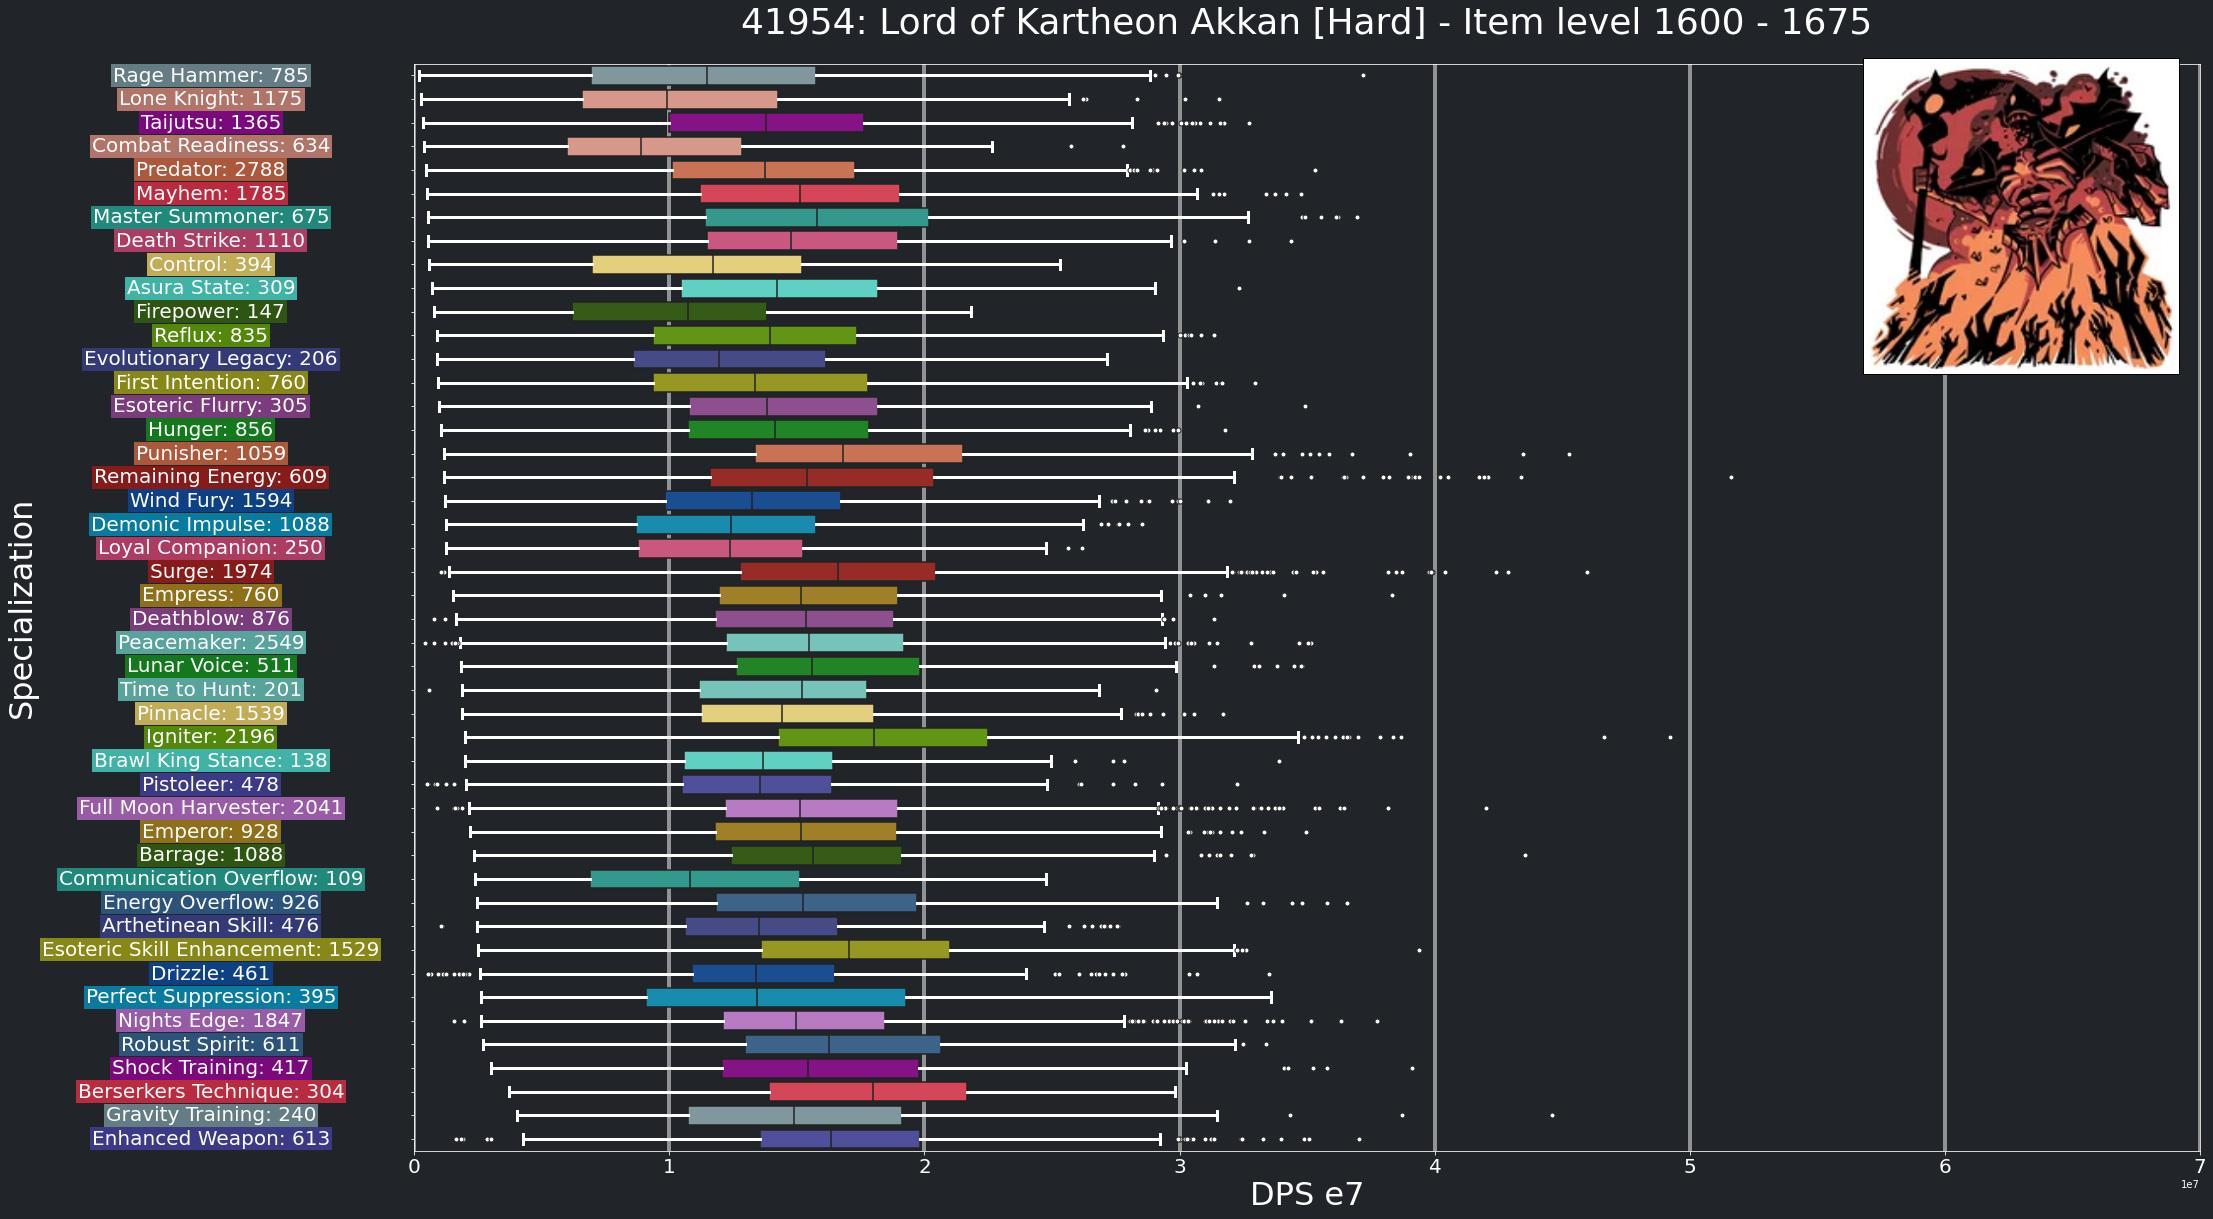 41954: Lord of Kartheon Akkan [Hard] - Item level 1600 - 1675
Rage Hammer: 785
Lone Knight: 1175
Taijutsu: 1365
Combat Readiness: 634
Predator: 2788
Mayhem: 1785
Master Summoner: 675
Death Strike: 1110
Control: 394
Asura State: 309
Firepower: 147
Reflux: 835
Evolutionary Legacy: 206
First Intention: 760
Esoteric Flurry: 305
Hunger: 856
Punisher: 1059
Remaining Energy: 609
Wind Fury: 1594
Demonic Impulse: 1088
Loyal Companion: 250
Surge: 1974
Empress: 760
Deathblow: 876
Peacemaker: 2549
Lunar Voice: 511
Time to Hunt: 201
Pinnacle: 1539
Igniter: 2196
Brawl King Stance: 138
Pistoleer: 478
Full Moon Harvester: 2041
Emperor: 928
Barrage: 1088
Communication Overflow: 109
Energy Overflow: 926
Arthetinean Skill: 476
Esoteric Skill Enhancement: 1529
Drizzle: 461
Perfect Suppression: 395
Nights Edge: 1847
Robust Spirit: 611
Shock Training: 417
Berserkers Technique: 304
Gravity Training: 240
Enhanced Weapon: 613
Specialization
0 1 2 3 4 5 6 7
1e7
DPS e7